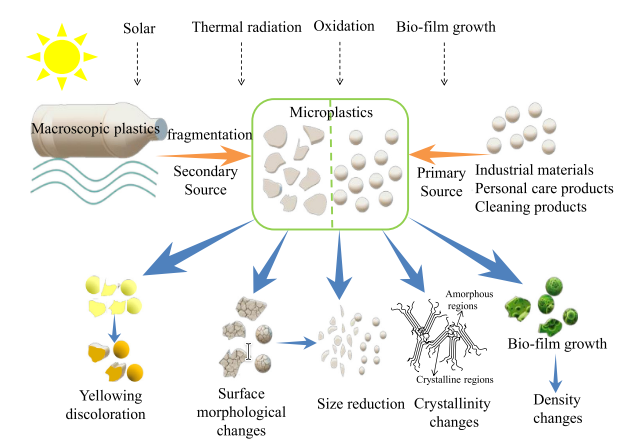 Solar
Thermal radiation
Oxidation
Bio-film growth
Macroscopic plastics
fragmentation
Secondary
Source
Microplastics
Primary
Source
Industrial materials
Personal care products
Cleaning products
Yellowing
discoloration
Surface
morphological
changes
Size reduction
Amorphous
regions
Crystalline regions
Crystallinity
changes
Bio-film growth
Density
changes